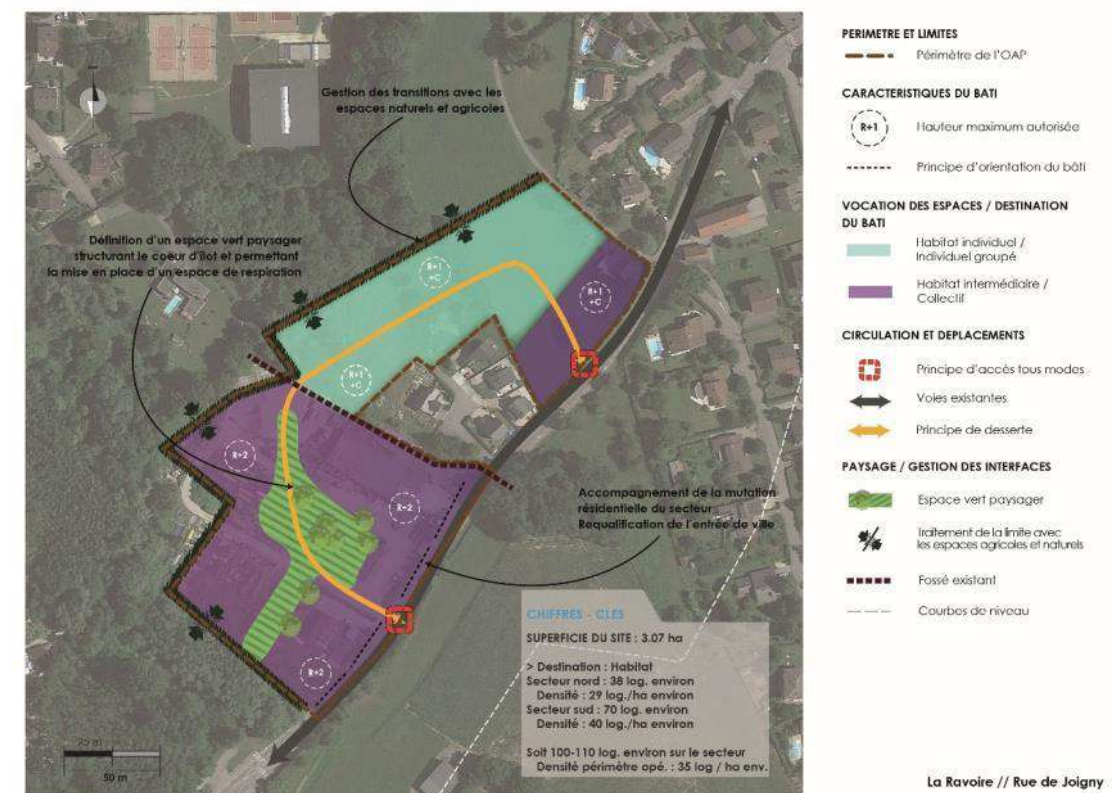 Gestion des transitions avec les
espaces naturels et agricoles
Définition d'un espace vert paysager
structurant le coeur d'îlot et permettant
la mise en place d'un espace de respiration
R+1
+C
R+1
+C
R+1
+C
R+2
R+2
R+2
Accompagnement de la mutation
résidentielle du secteur
Requalification de l'entrée de ville
CHIFFRES - CLES
SUPERFICIE DU SITE : 3.07 ha
> Destination : Habitat
Secteur nord : 38 log. environ
Densité : 29 log./ha environ
Secteur sud : 70 log. environ
Densité : 40 log./ha environ
Soit 100-110 log. environ sur le secteur
Densité périmètre opé. : 35 log / ha env.
25 m
50 m
PERIMETRE ET LIMITES
Périmètre de l'OAP
CARACTERISTIQUES DU BATI
R+1
Hauteur maximum autorisée
Principe d'orientation du bâti
VOCATION DES ESPACES / DESTINATION
DU BATI
Habitat individuel /
Individuel groupé
Habitat intermédiaire /
Collectif
CIRCULATION ET DEPLACEMENTS
Principe d'accès tous modes
Voies existantes
Principe de desserte
PAYSAGE / GESTION DES INTERFACES
Espace vert paysager
Traitement de la limite avec
les espaces agricoles et naturels
Fossé existant
Courbes de niveau
La Ravoire // Rue de Joigny